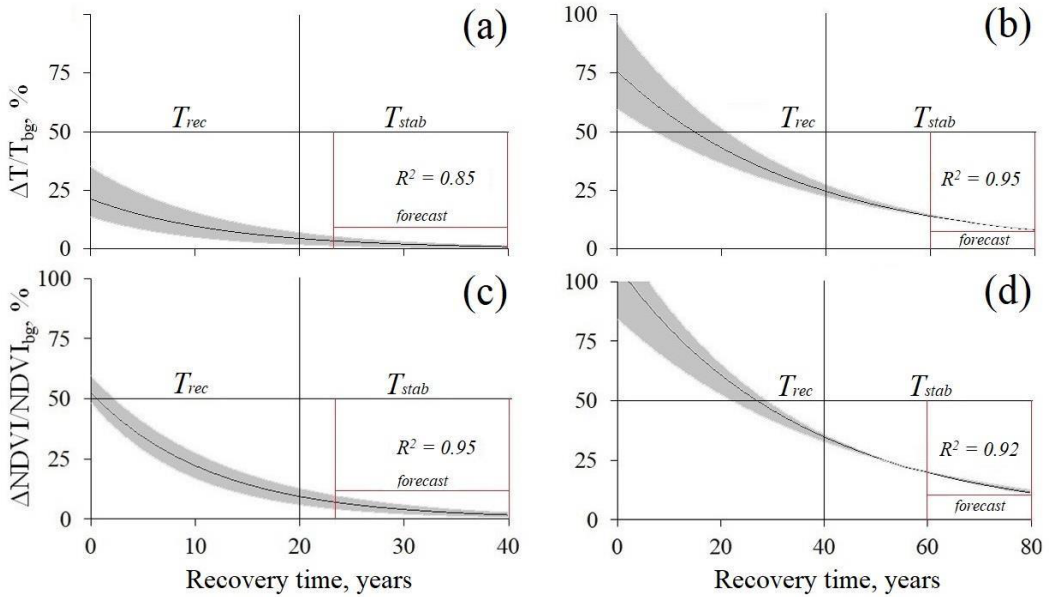 ΔT/T_bg, %
100
75
50
25
0
(a)
T_rec T_stab
R² = 0.85
forecast
100
75
50
25
0
(b)
T_rec T_stab
R² = 0.95
forecast
ΔNDVI/NDVI_bg, %
100
75
50
25
0
(c)
T_rec T_stab
R² = 0.95
forecast
0 10 20 30 40
Recovery time, years
100
75
50
25
0
(d)
T_rec T_stab
R² = 0.92
forecast
0 20 40 60 80
Recovery time, years